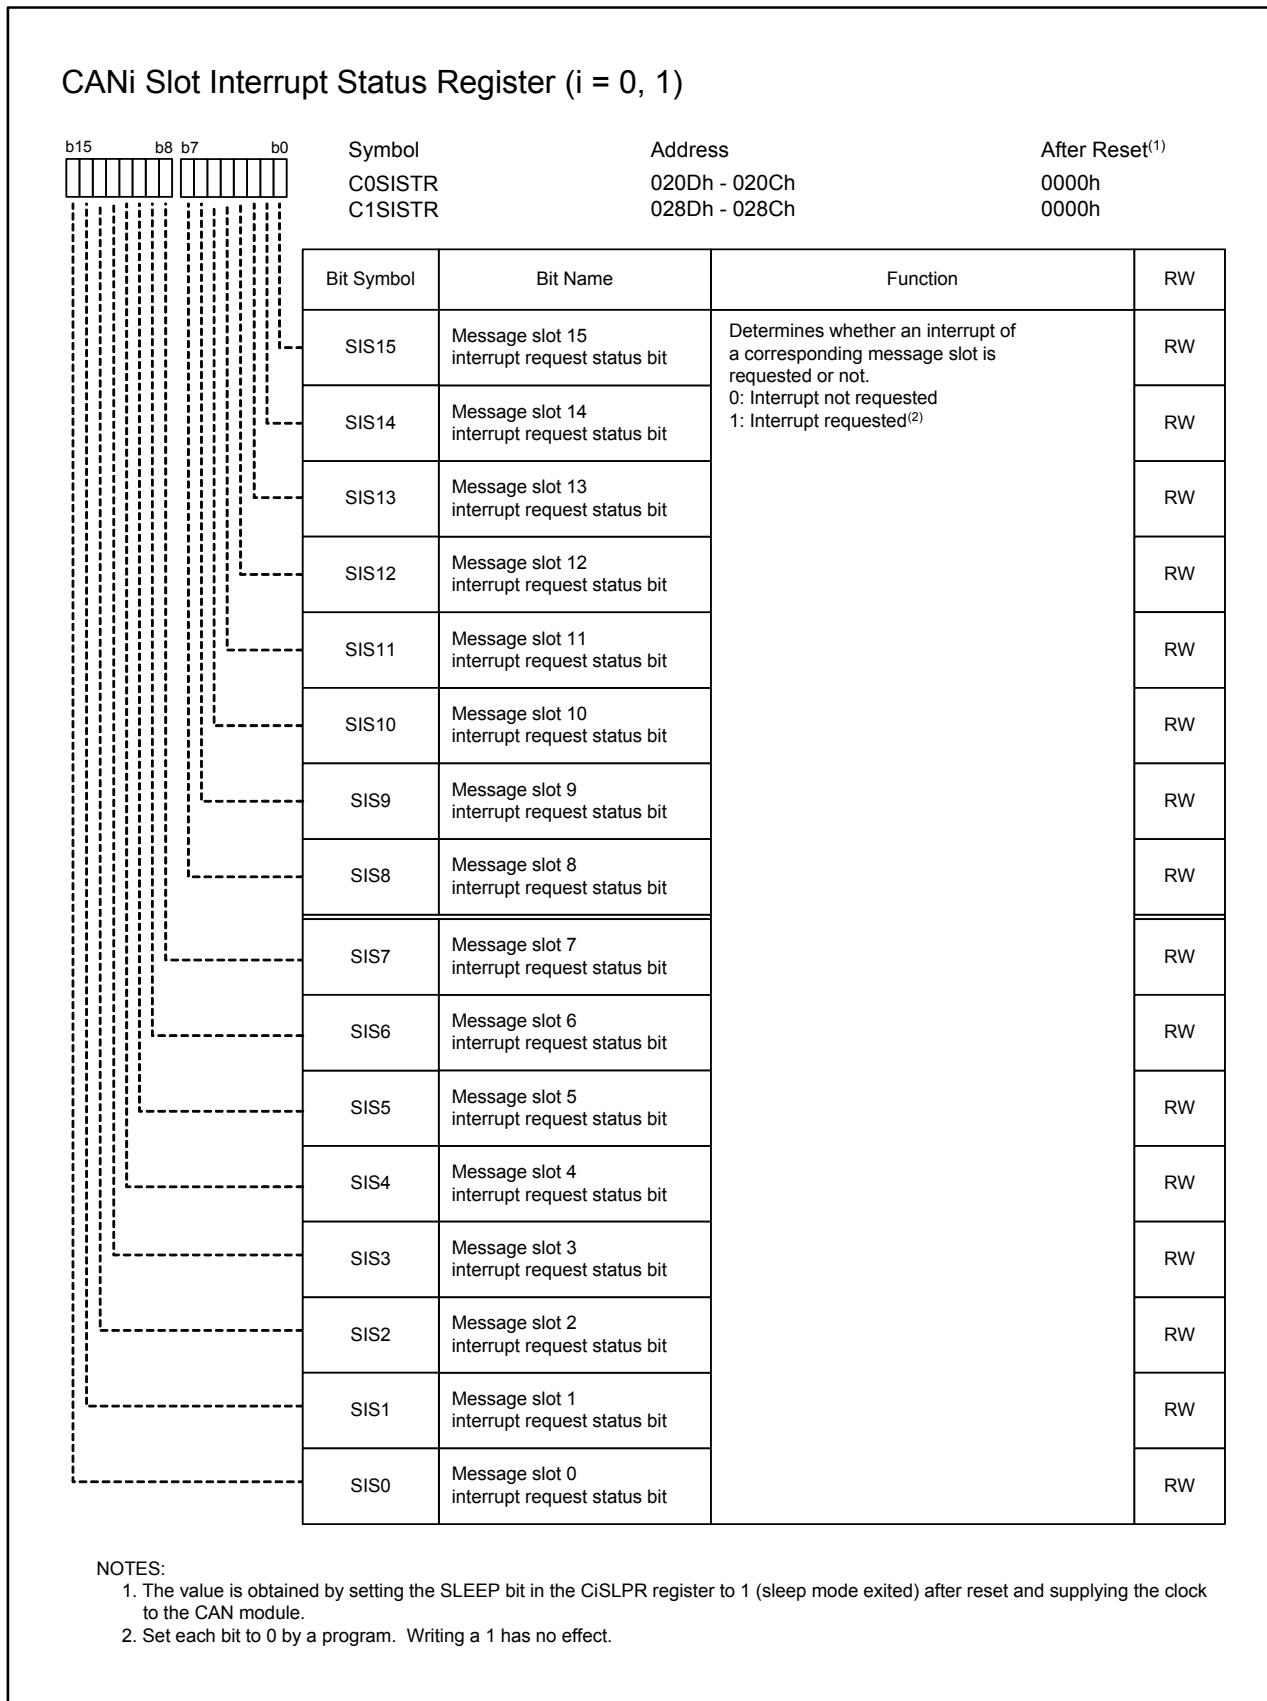 CANi Slot Interrupt Status Register (i = 0, 1)
b15 b8 b7 b0
Symbol Address After Reset(1)
C0SISTR 020Dh - 020Ch 0000h
C1SISTR 028Dh - 028Ch 0000h
Bit Symbol Bit Name Function RW
SIS15 Message slot 15 interrupt request status bit RW
Determines whether an interrupt of
a corresponding message slot is
requested or not.
0: Interrupt not requested
1: Interrupt requested(2)
SIS14 Message slot 14 interrupt request status bit RW
SIS13 Message slot 13 interrupt request status bit RW
SIS12 Message slot 12 interrupt request status bit RW
SIS11 Message slot 11 interrupt request status bit RW
SIS10 Message slot 10 interrupt request status bit RW
SIS9 Message slot 9 interrupt request status bit RW
SIS8 Message slot 8 interrupt request status bit RW
SIS7 Message slot 7 interrupt request status bit RW
SIS6 Message slot 6 interrupt request status bit RW
SIS5 Message slot 5 interrupt request status bit RW
SIS4 Message slot 4 interrupt request status bit RW
SIS3 Message slot 3 interrupt request status bit RW
SIS2 Message slot 2 interrupt request status bit RW
SIS1 Message slot 1 interrupt request status bit RW
SIS0 Message slot 0 interrupt request status bit RW
NOTES:
1. The value is obtained by setting the SLEEP bit in the CiSLPR register to 1 (sleep mode exited) after reset and supplying the clock
to the CAN module.
2. Set each bit to 0 by a program. Writing a 1 has no effect.